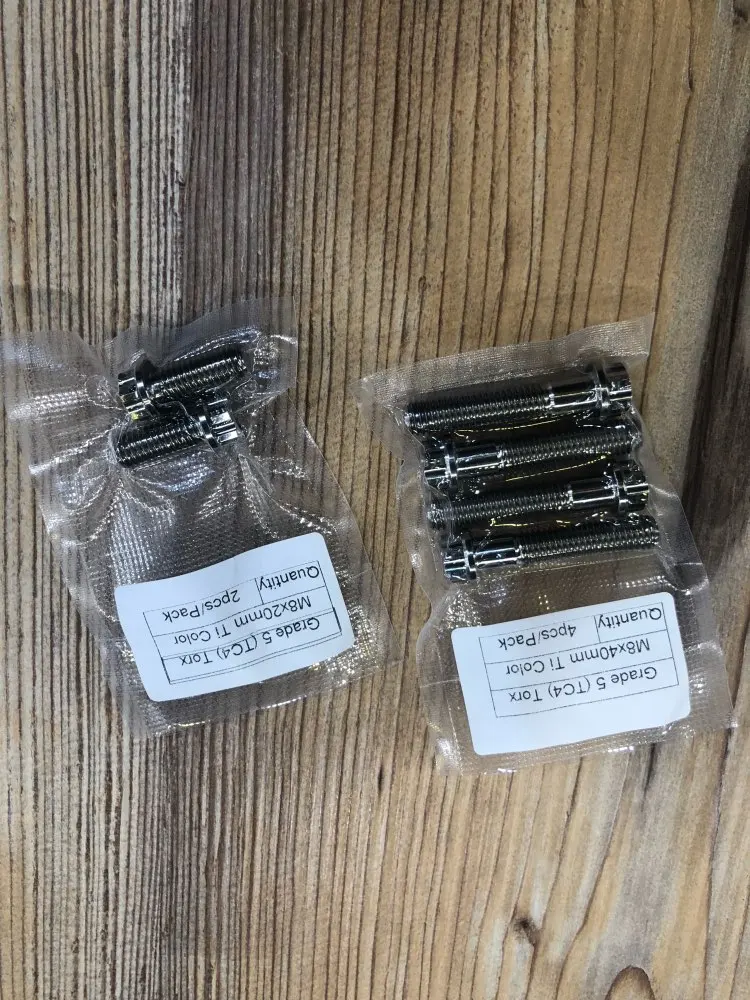 Grade 5 (TC4) Torx
M8x20mm Ti Color
Quantity 2pcs/Pack
Grade 5 (TC4) Torx
M8x40mm Ti Color
Quantity 4pcs/Pack